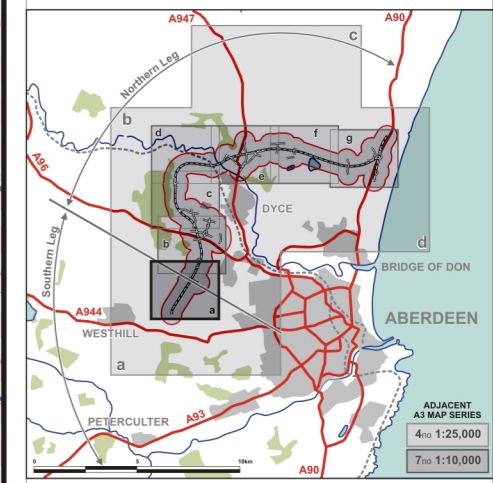 A947
A90
Northern Leg
c
b
d
f
g
A96
e
c
DYCE
b
d
Southern Leg
BRIDGE OF DON
a
A944
ABERDEEN
WESTHILL
a
ADJACENT
A3 MAP SERIES
PETERCULTER
A93
4no 1:25,000
7no 1:10,000
0 5 10km
A90